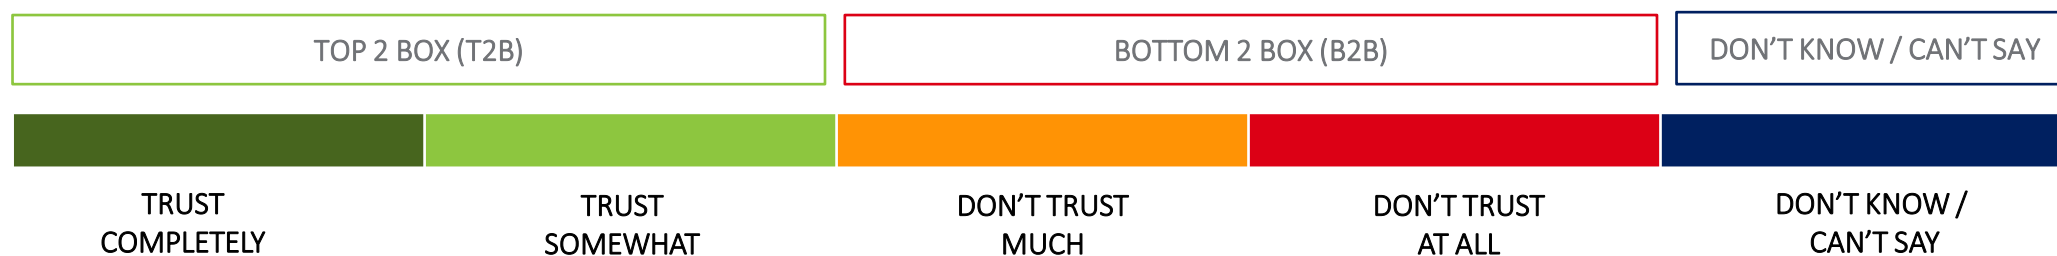 TOP 2 BOX (T2B)
BOTTOM 2 BOX (B2B)
DON’T KNOW / CAN’T SAY
TRUST
COMPLETELY
TRUST
SOMEWHAT
DON’T TRUST
MUCH
DON’T TRUST
AT ALL
DON’T KNOW /
CAN’T SAY